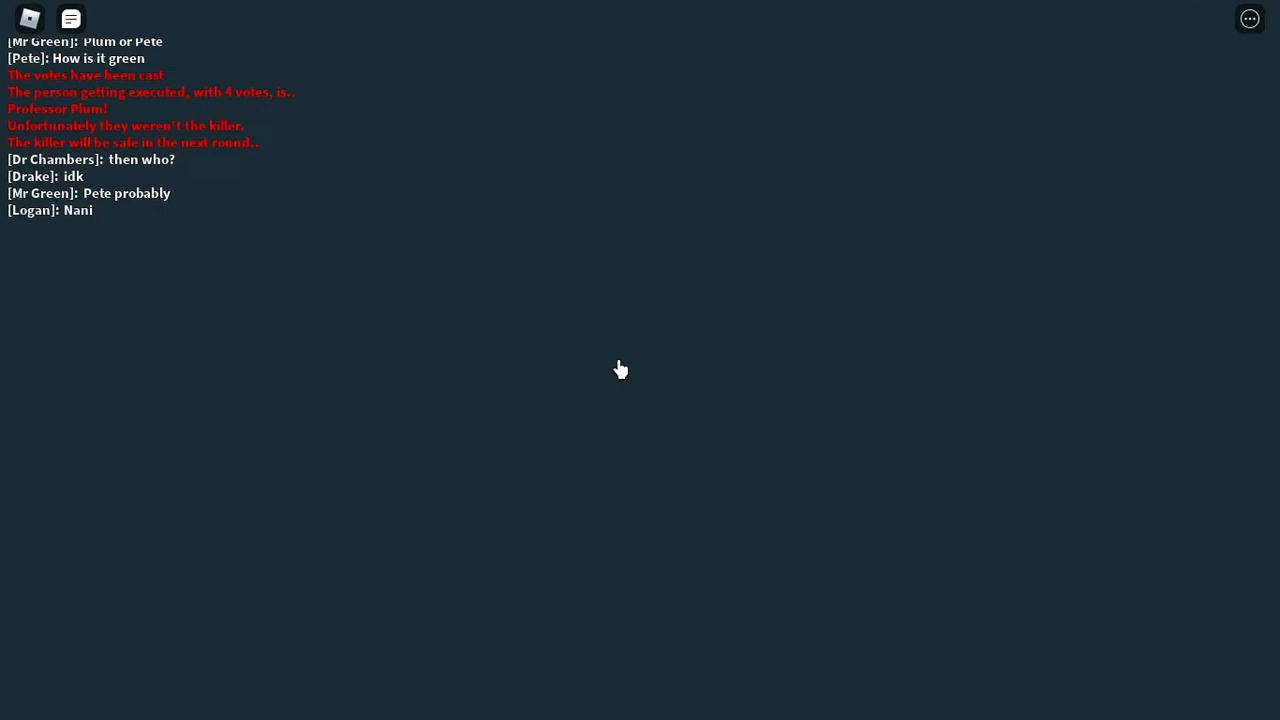 [Mr Green]: Plum or Pete
[Pete]: How is it green
The votes have been cast
The person getting executed, with 4 votes, is..
Professor Plum!
Unfortunately they weren't the killer.
The killer will be safe in the next round..
[Dr Chambers]: then who?
[Drake]: idk
[Mr Green]: Pete probably
[Logan]: Nani